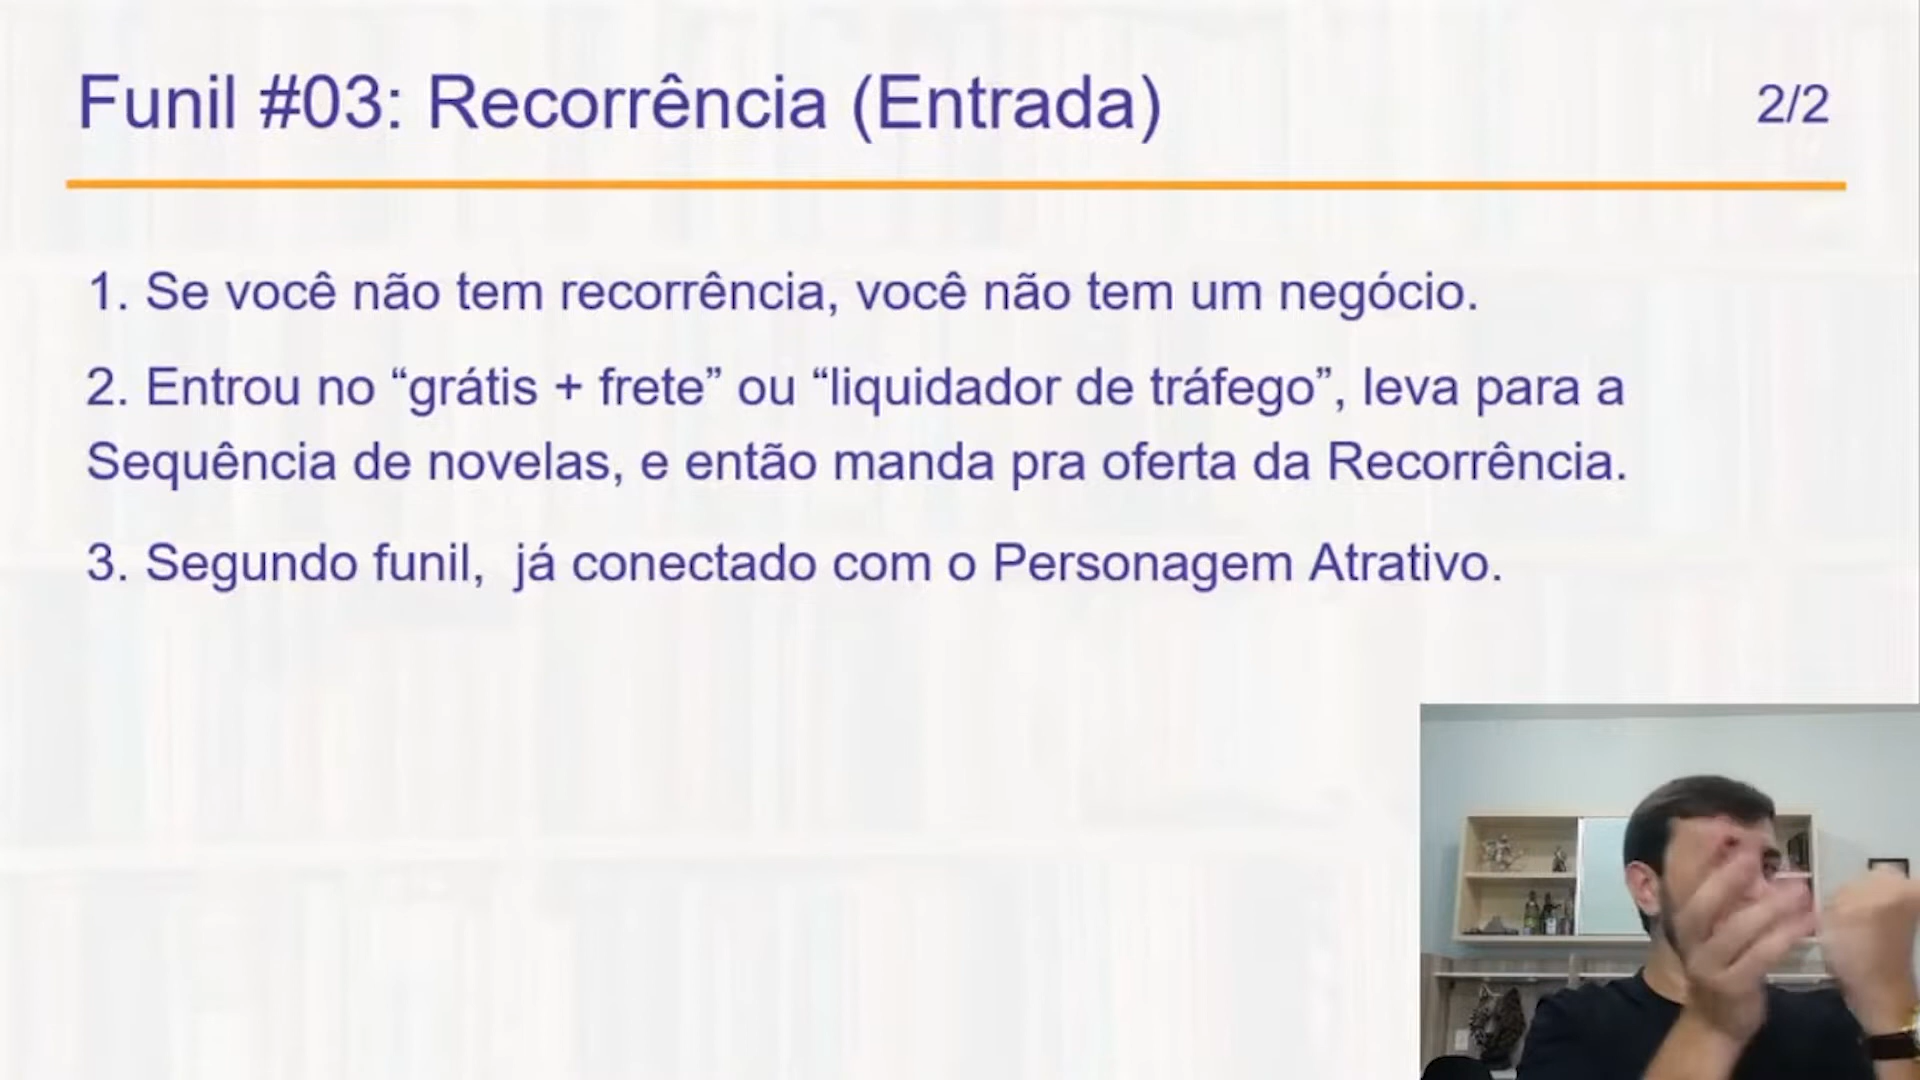 Funil #03: Recorrência (Entrada)
2/2
1. Se você não tem recorrência, você não tem um negócio.
2. Entrou no “grátis + frete” ou “liquidador de tráfego”, leva para a
Sequência de novelas, e então manda pra oferta da Recorrência.
3. Segundo funil,  já conectado com o Personagem Atrativo.